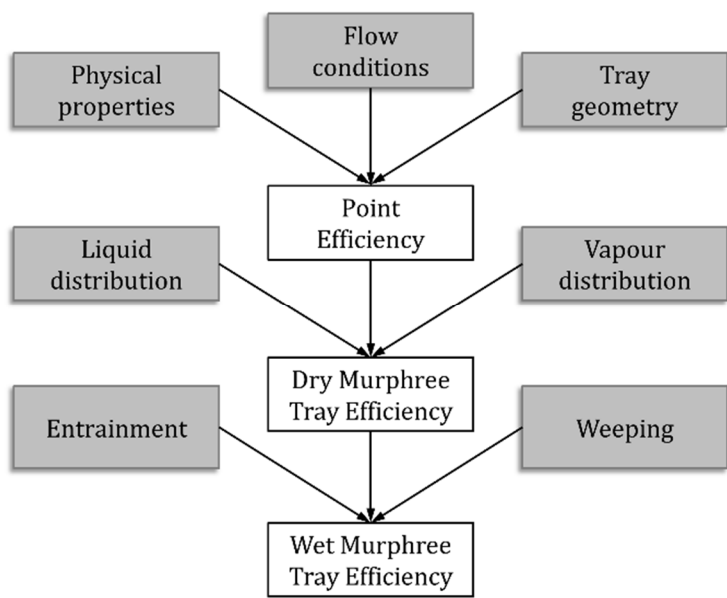 Flow
conditions
Physical
properties
Tray
geometry
Point
Efficiency
Liquid
distribution
Vapour
distribution
Dry Murphree
Tray Efficiency
Entrainment
Weeping
Wet Murphree
Tray Efficiency